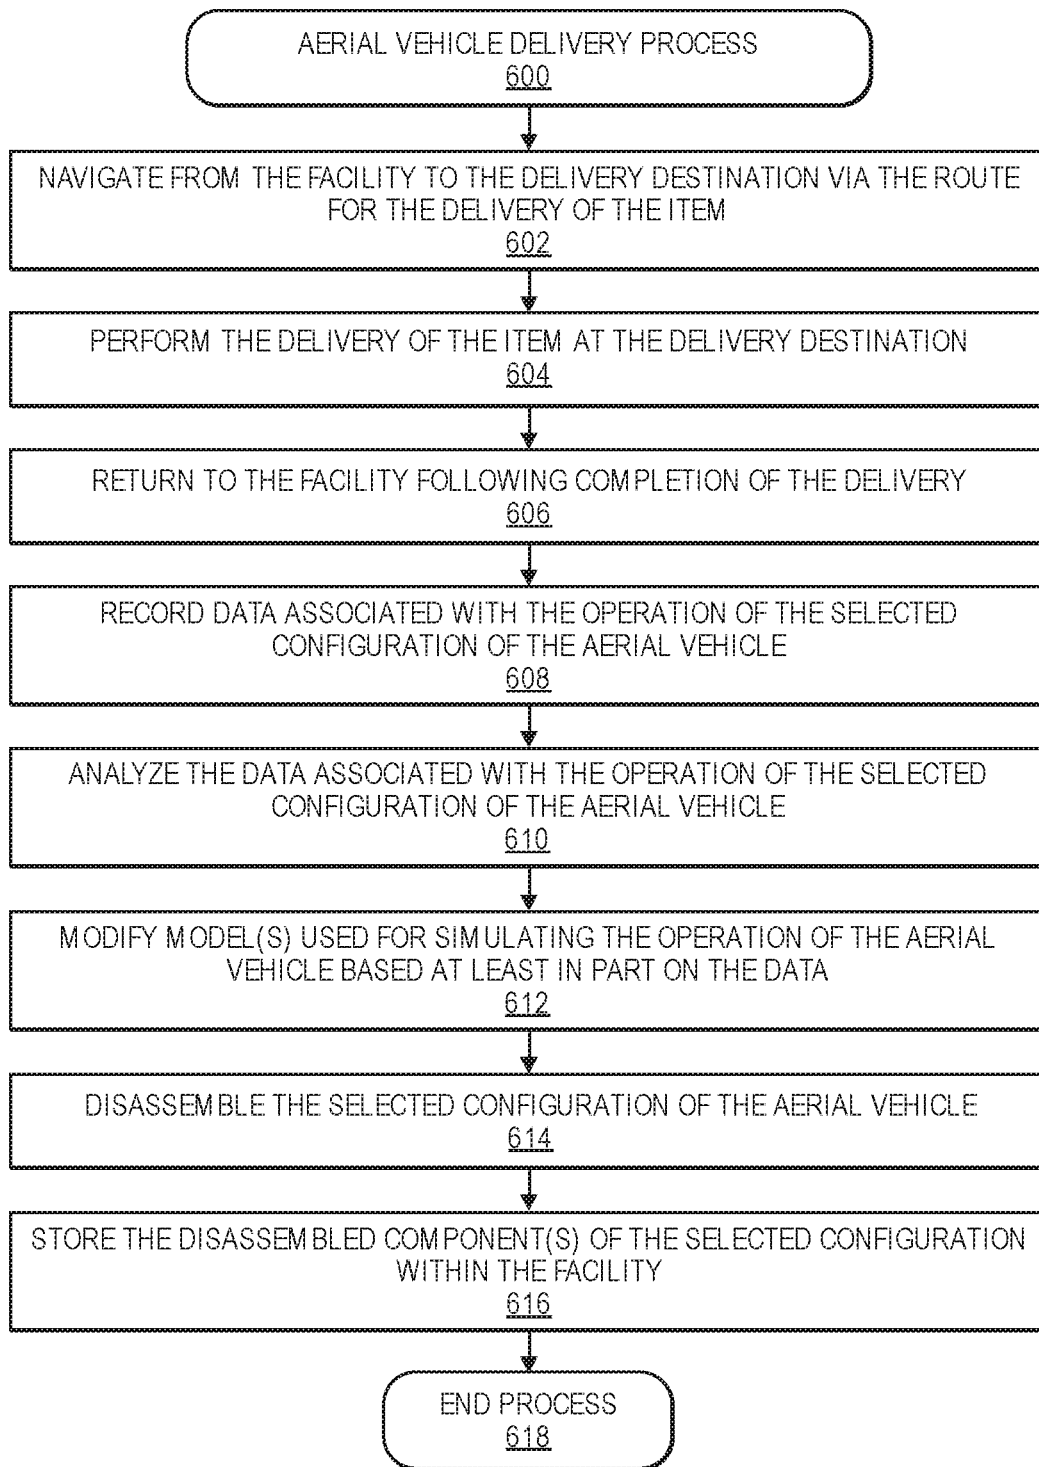 AERIAL VEHICLE DELIVERY PROCESS
600
NAVIGATE FROM THE FACILITY TO THE DELIVERY DESTINATION VIA THE ROUTE
FOR THE DELIVERY OF THE ITEM
602
PERFORM THE DELIVERY OF THE ITEM AT THE DELIVERY DESTINATION
604
RETURN TO THE FACILITY FOLLOWING COMPLETION OF THE DELIVERY
606
RECORD DATA ASSOCIATED WITH THE OPERATION OF THE SELECTED
CONFIGURATION OF THE AERIAL VEHICLE
608
ANALYZE THE DATA ASSOCIATED WITH THE OPERATION OF THE SELECTED
CONFIGURATION OF THE AERIAL VEHICLE
610
MODIFY MODEL(S) USED FOR SIMULATING THE OPERATION OF THE AERIAL
VEHICLE BASED AT LEAST IN PART ON THE DATA
612
DISASSEMBLE THE SELECTED CONFIGURATION OF THE AERIAL VEHICLE
614
STORE THE DISASSEMBLED COMPONENT(S) OF THE SELECTED CONFIGURATION
WITHIN THE FACILITY
616
END PROCESS
618